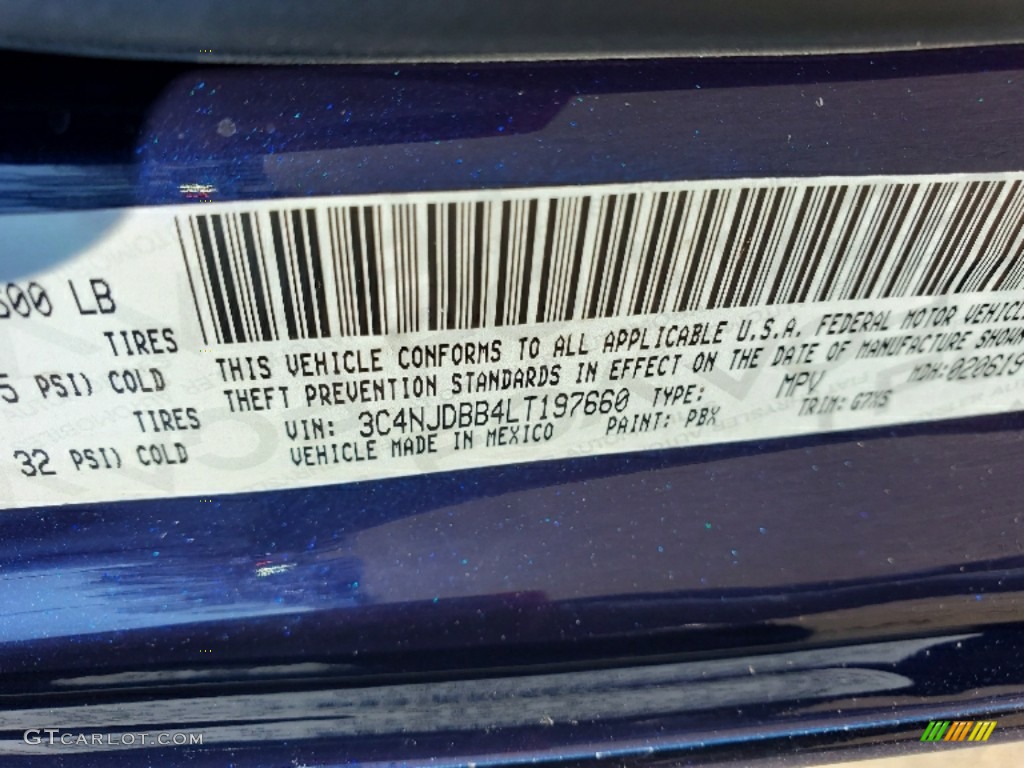 600 LB
TIRES
5 PSI) COLD
TIRES
32 PSI) COLD
THIS VEHICLE CONFORMS TO ALL APPLICABLE U.S.A. FEDERAL MOTOR VEHICLE
THEFT PREVENTION STANDARDS IN EFFECT ON THE DATE OF MANUFACTURE SHOWN
VIN: 3C4NJDBB4LT197660 TYPE: MPV MDH:020619
VEHICLE MADE IN MEXICO PAINT: PBX TRIM: G7X5
GTCARLOT.COM